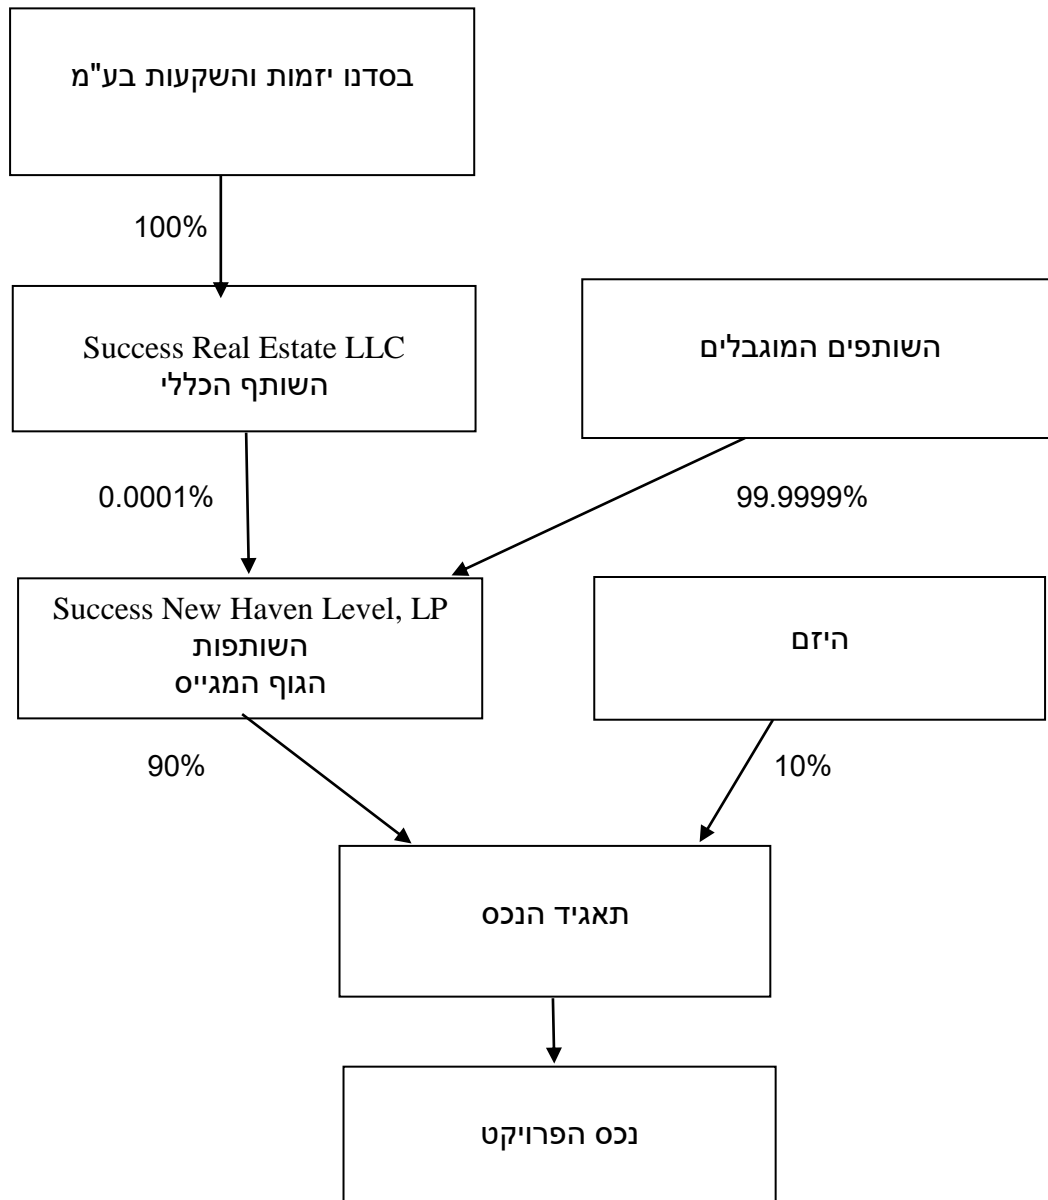 בסדנו יזמות והשקעות בע"מ
100%
Success Real Estate LLC
השותף הכללי
השותפים המוגבלים
0.0001%
99.9999%
Success New Haven Level, LP
השותפות
הגוף המגייס
היזם
90%
10%
תאגיד הנכס
נכס הפרויקט